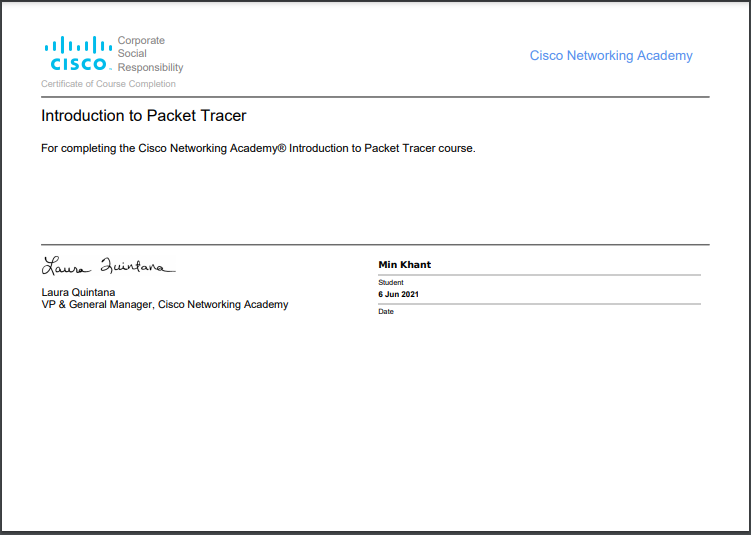 Corporate
Social
Responsibility
CISCO
Cisco Networking Academy
Certificate of Course Completion
Introduction to Packet Tracer
For completing the Cisco Networking Academy® Introduction to Packet Tracer course.
Laura Quintana
Laura Quintana
VP & General Manager, Cisco Networking Academy
Min Khant
Student
6 Jun 2021
Date